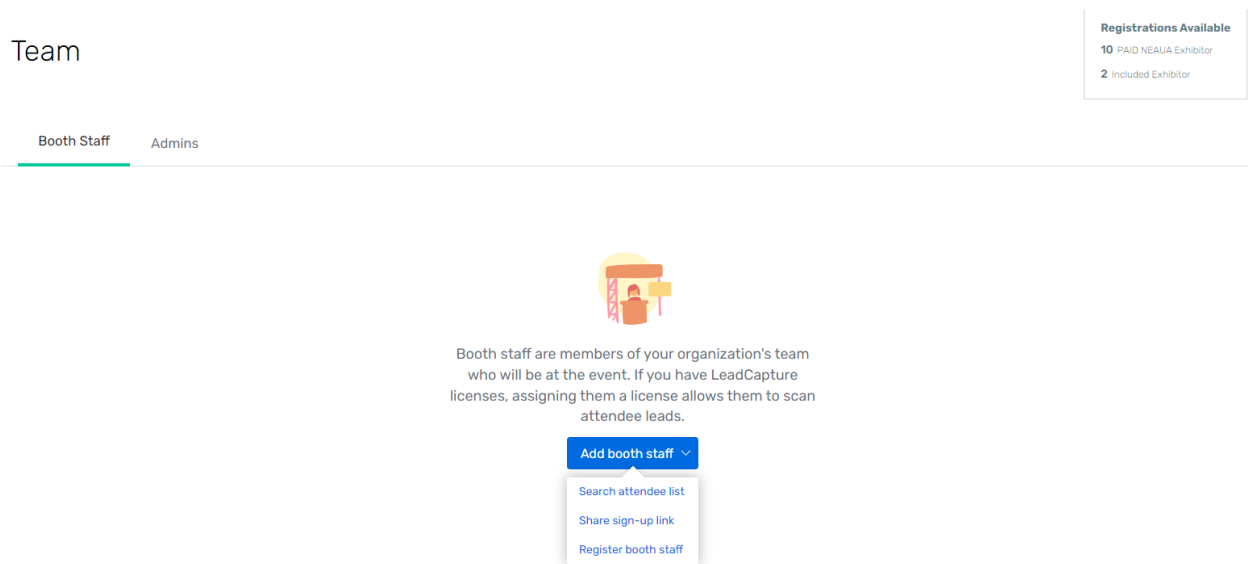 Team
Registrations Available
10 PAID NEAUA Exhibitor
2 Included Exhibitor
Booth Staff
Admins
Booth staff are members of your organization's team
who will be at the event. If you have LeadCapture
licenses, assigning them a license allows them to scan
attendee leads.
Add booth staff
Search attendee list
Share sign-up link
Register booth staff